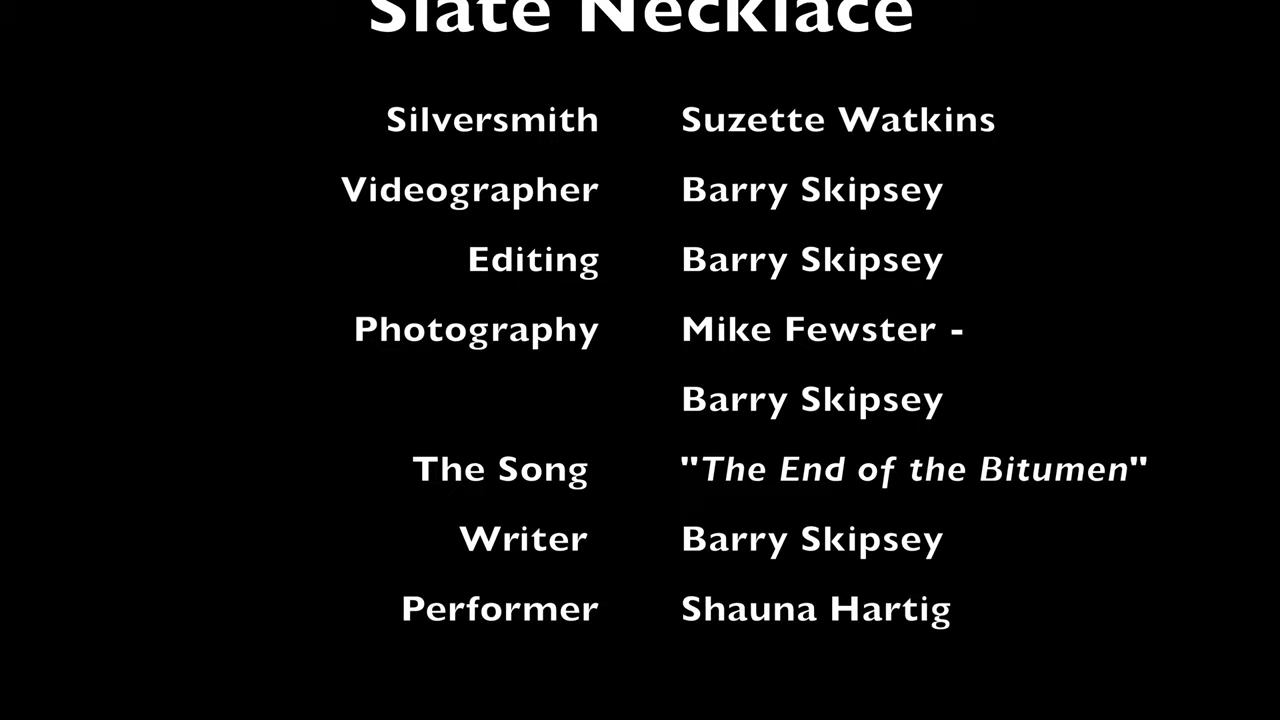 Slate Necklace
Silversmith Suzette Watkins
Videographer Barry Skipsey
Editing Barry Skipsey
Photography Mike Fewster -
Barry Skipsey
The Song "The End of the Bitumen"
Writer Barry Skipsey
Performer Shauna Hartig